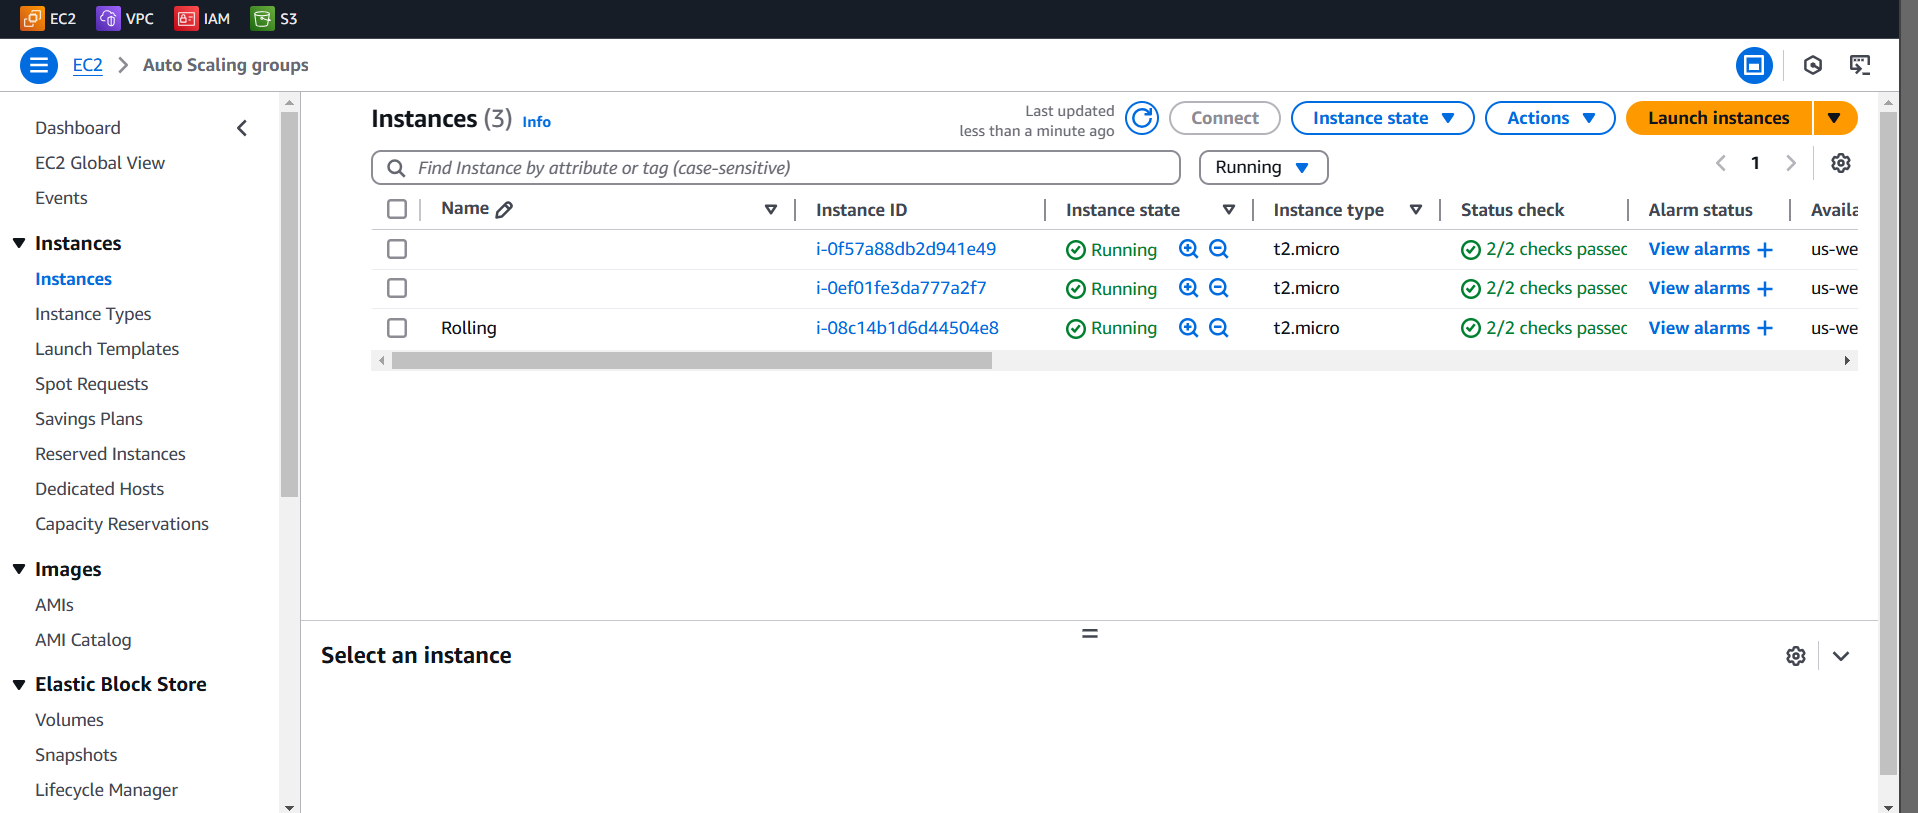 EC2 VPC IAM S3
EC2 > Auto Scaling groups
Dashboard
EC2 Global View
Events
Instances
Instances
Instance Types
Launch Templates
Spot Requests
Savings Plans
Reserved Instances
Dedicated Hosts
Capacity Reservations
Images
AMIs
AMI Catalog
Elastic Block Store
Volumes
Snapshots
Lifecycle Manager
Instances (3) Info
Last updated
less than a minute ago
Connect
Instance state
Actions
Launch instances
Find Instance by attribute or tag (case-sensitive)
Running
1
Name Instance ID Instance state Instance type Status check Alarm status Availa
i-0f57a88db2d941e49 Running t2.micro 2/2 checks passec View alarms + us-we
i-0ef01fe3da777a2f7 Running t2.micro 2/2 checks passec View alarms + us-we
Rolling i-08c14b1d6d44504e8 Running t2.micro 2/2 checks passec View alarms + us-we
Select an instance